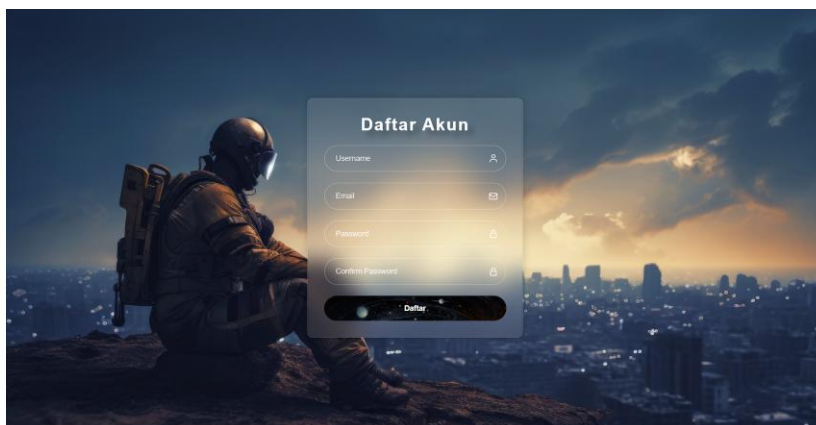 Daftar Akun
Username
Email
Password
Confirm Password
Daftar